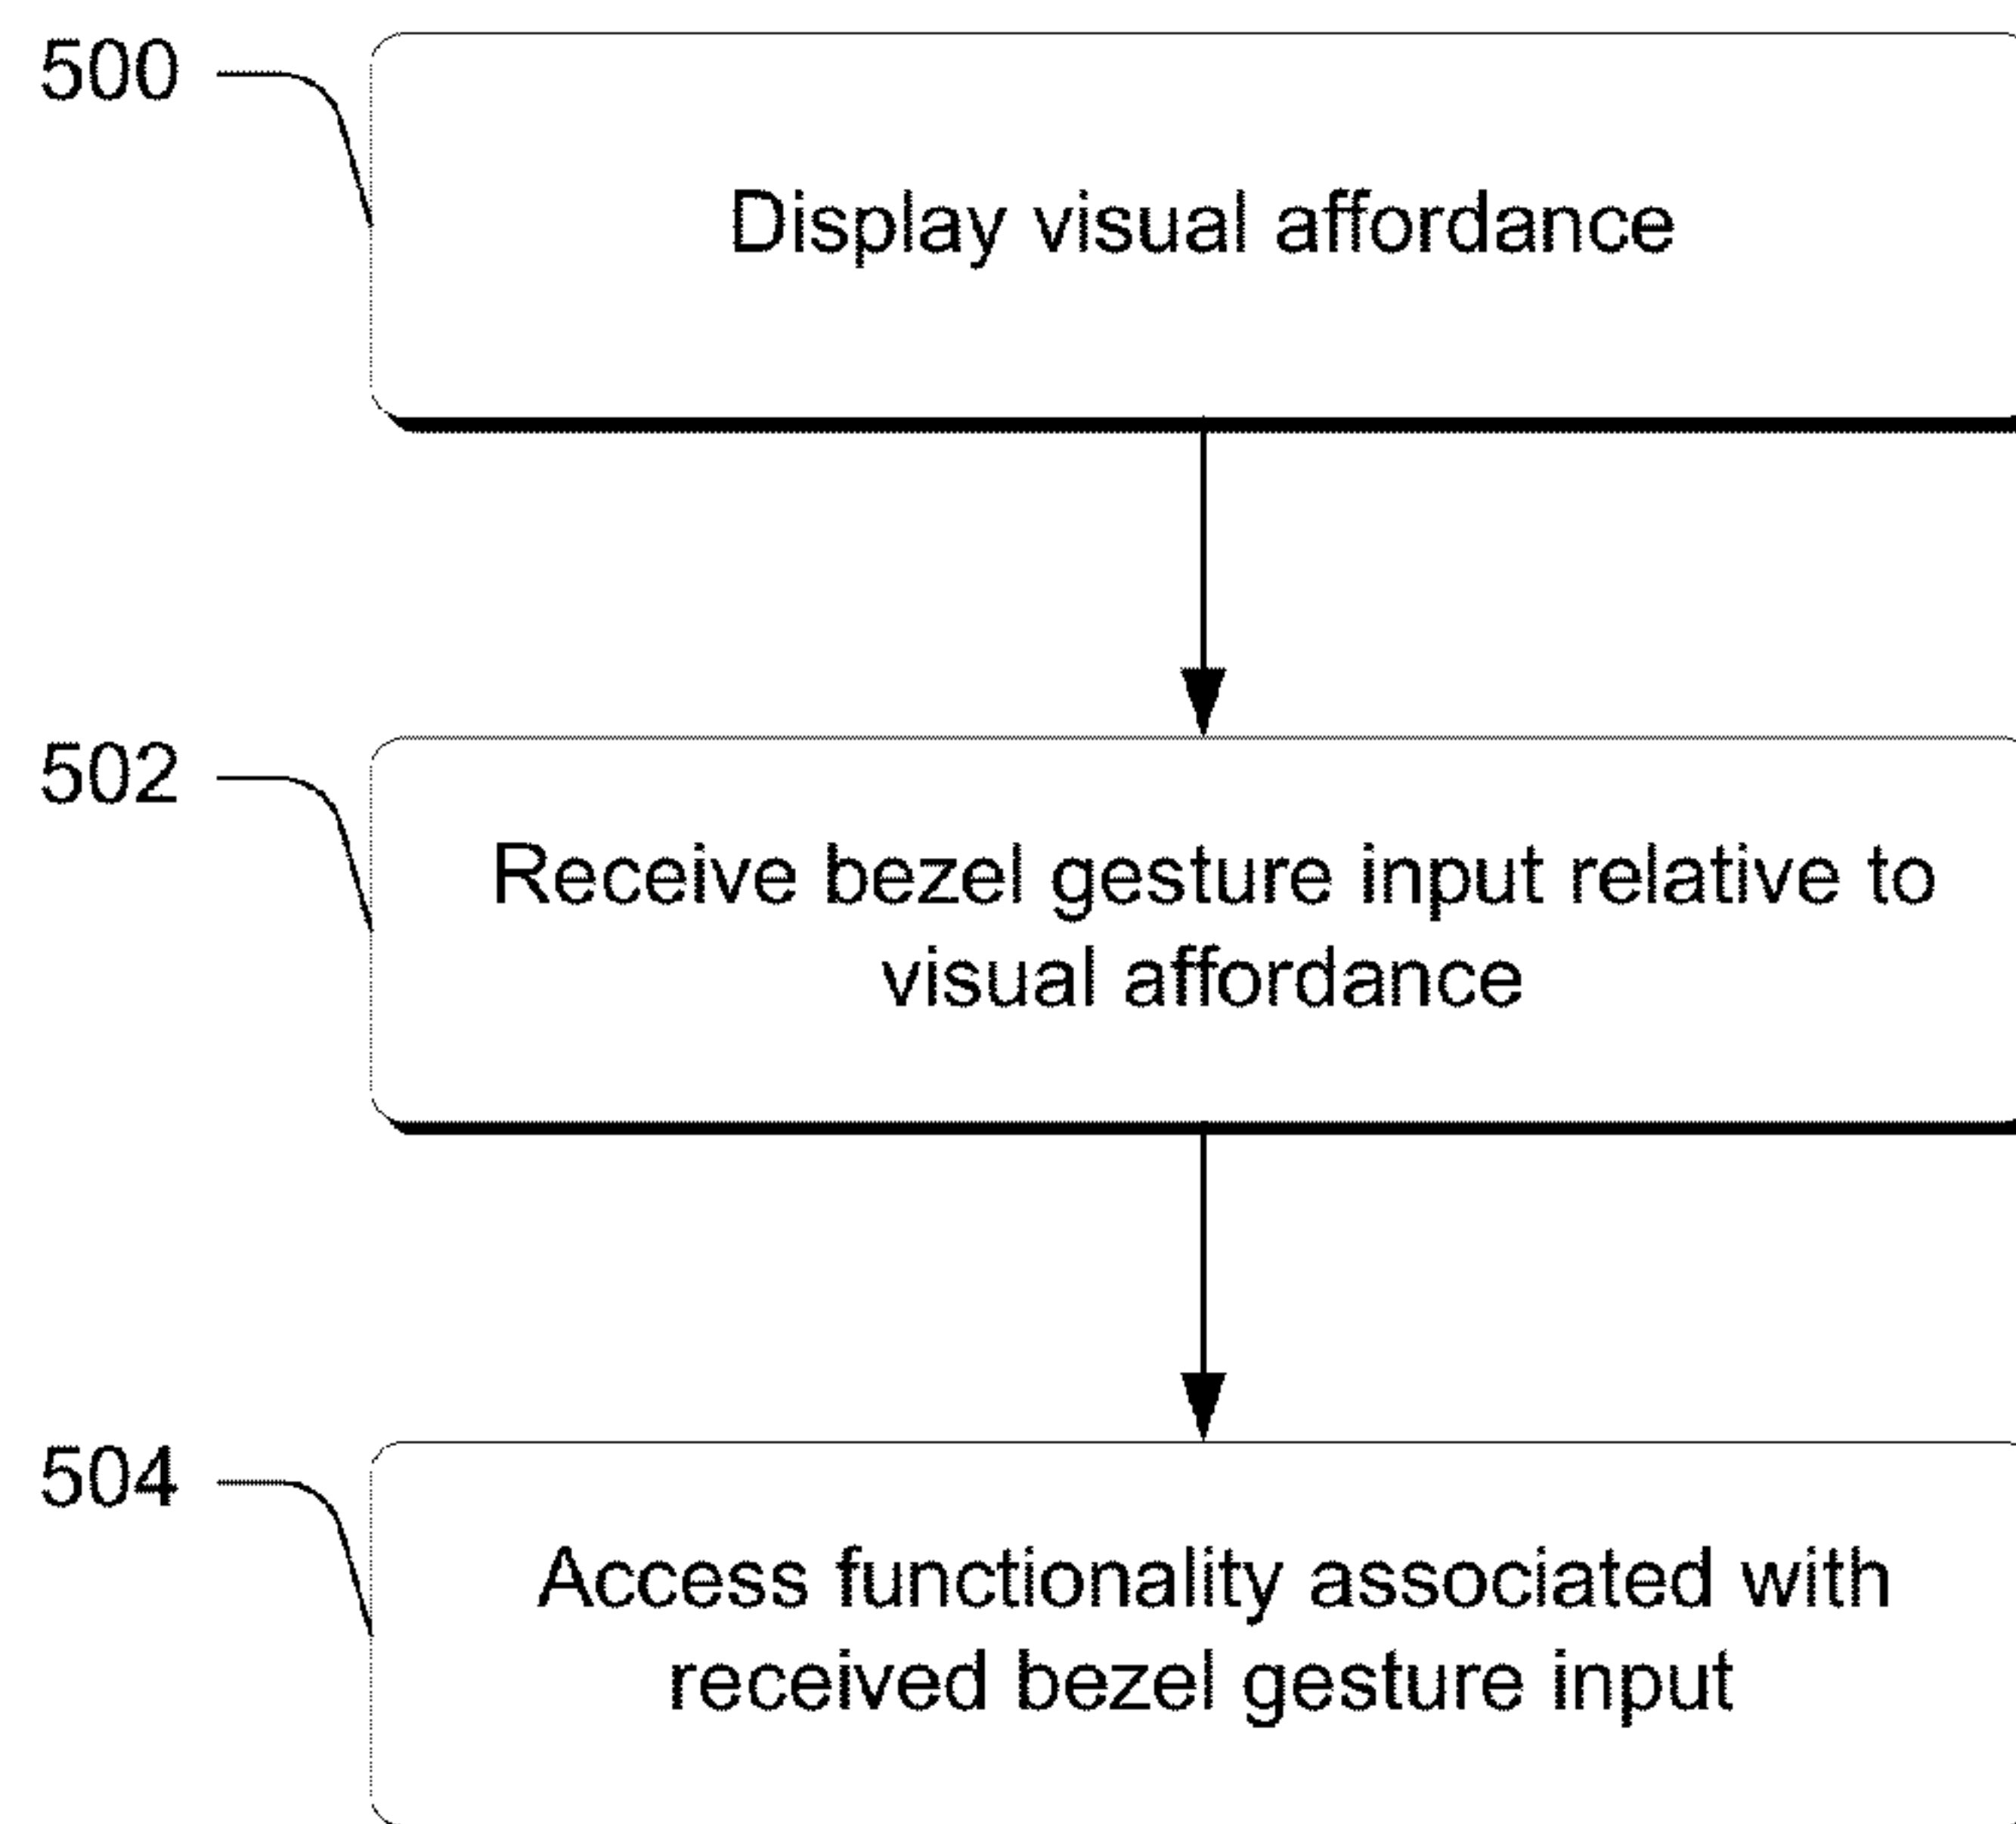 500
Display visual affordance
502
Receive bezel gesture input relative to
visual affordance
504
Access functionality associated with
received bezel gesture input